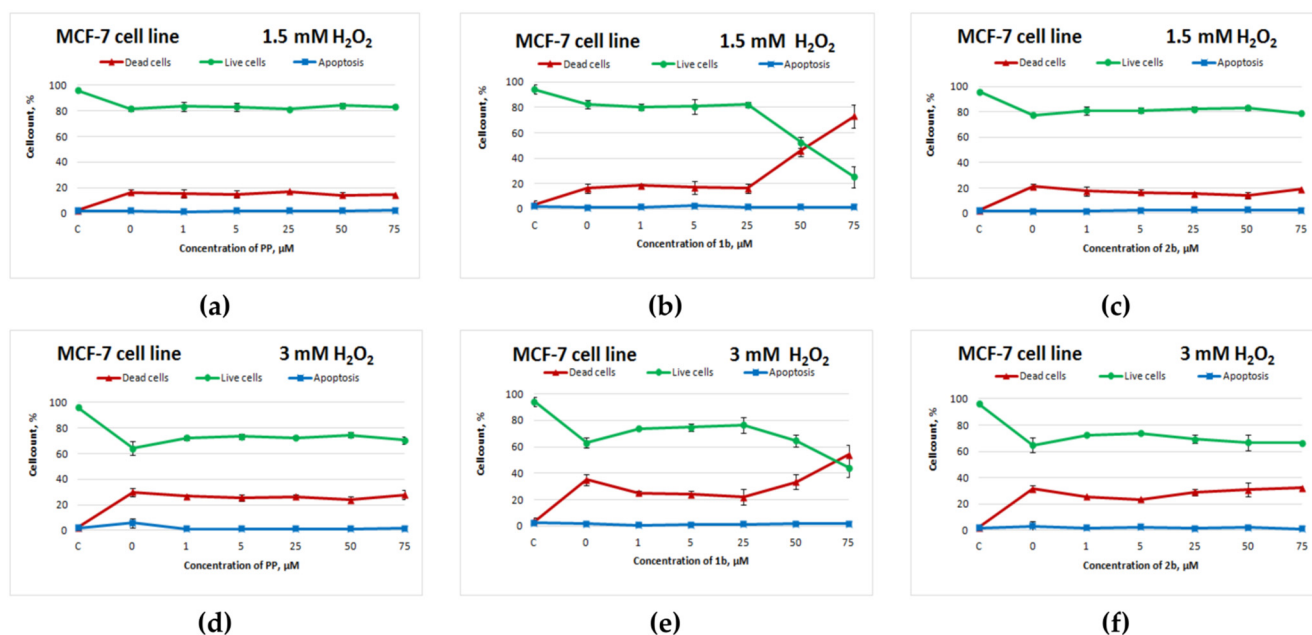 MCF-7 cell line 1.5 mM H₂O₂
Dead cells Live cells Apoptosis
Cellcount, %
100
80
60
40
20
0
C 0 1 5 25 50 75
Concentration of PP, µM
(a)
MCF-7 cell line 1.5 mM H₂O₂
Dead cells Live cells Apoptosis
Cellcount, %
100
80
60
40
20
0
C 0 1 5 25 50 75
Concentration of 1b, µM
(b)
MCF-7 cell line 1.5 mM H₂O₂
Dead cells Live cells Apoptosis
Cellcount, %
100
80
60
40
20
0
C 0 1 5 25 50 75
Concentration of 2b, µM
(c)
MCF-7 cell line 3 mM H₂O₂
Dead cells Live cells Apoptosis
Cellcount, %
100
80
60
40
20
0
C 0 1 5 25 50 75
Concentration of PP, µM
(d)
MCF-7 cell line 3 mM H₂O₂
Dead cells Live cells Apoptosis
Cellcount, %
100
80
60
40
20
0
C 0 1 5 25 50 75
Concentration of 1b, µM
(e)
MCF-7 cell line 3 mM H₂O₂
Dead cells Live cells Apoptosis
Cellcount, %
100
80
60
40
20
0
C 0 1 5 25 50 75
Concentration of 2b, µM
(f)